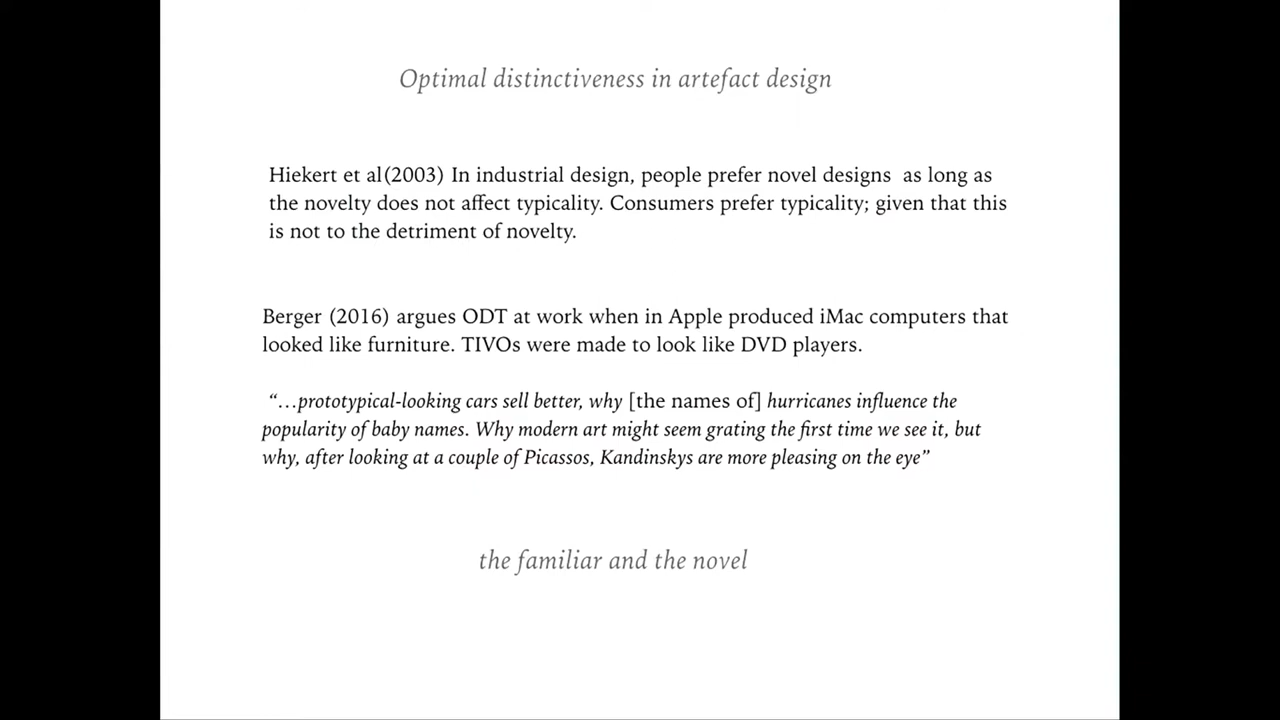 Optimal distinctiveness in artefact design
Hiekert et al(2003) In industrial design, people prefer novel designs  as long as
the novelty does not affect typicality. Consumers prefer typicality; given that this
is not to the detriment of novelty.
Berger (2016) argues ODT at work when in Apple produced iMac computers that
looked like furniture. TIVOs were made to look like DVD players.
“…prototypical-looking cars sell better, why [the names of] hurricanes influence the
popularity of baby names. Why modern art might seem grating the first time we see it, but
why, after looking at a couple of Picassos, Kandinskys are more pleasing on the eye”
the familiar and the novel